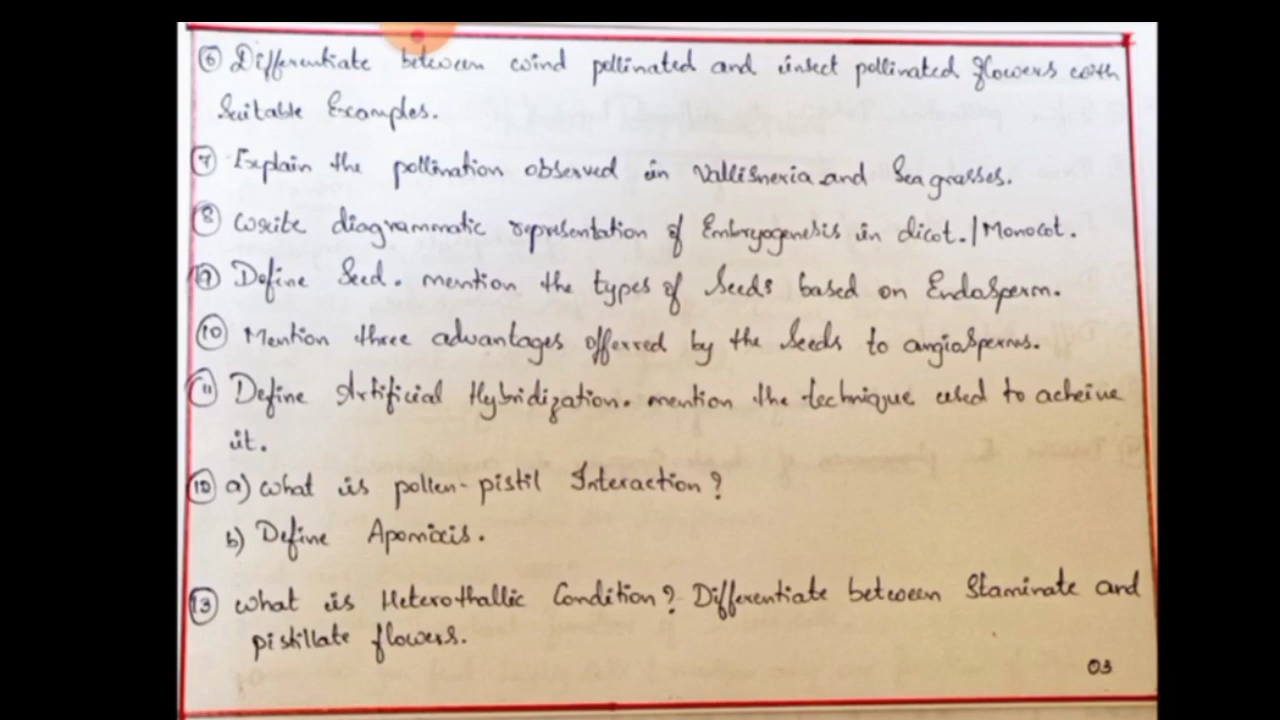 6 Differentiate between wind pollinated and insect pollinated flowers with
Suitable Examples.
7 Explain the pollination observed in Vallisneria and Sea grasses.
8 Write diagrammatic representation of Embryogenesis in dicot./Monocot.
9 Define Seed. mention the types of Seeds based on Endosperm.
10 Mention three advantages offerred by the Seeds to angiosperms.
11 Define Artificial Hybridization. mention the technique used to acheive
it.
12 a) What is pollen-pistil Interaction?
b) Define Apomixis.
13 What is Heterothallic Condition? Differentiate between Staminate and
pistillate flowers.
03